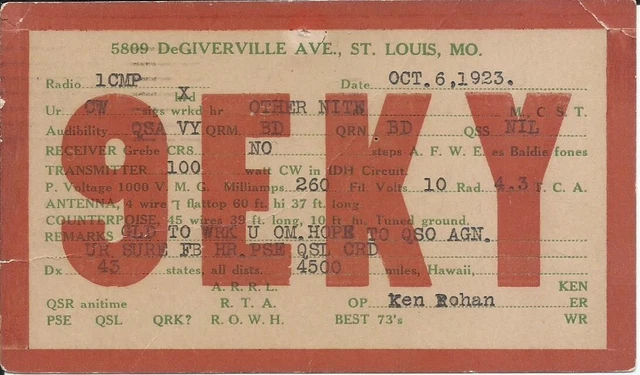 5809 DeGIVERVILLE AVE., ST. LOUIS, MO.
Radio 1CMP Date OCT. 6, 1923.
X
Ur CW sigs wrkd hr OTHER NITE M. C. S. T.
Audibility QSA VY QRM BD QRN BD QSS NIL
RECEIVER Grebe CR8 NO steps A. F. W. E. es Baldie fones
TRANSMITTER 100 watt CW in IDH Circuit.
P. Voltage 1000 V. M. G. Milliamps 260 Fil. Volts 10 Rad. 4.3 T. C. A.
ANTENNA, 4 wire flattop 60 ft. hi 37 ft. long
COUNTERPOISE, 45 wires 39 ft. long, 10 ft Tuned ground.
REMARKS GLD TO WRK U OM. HOPE TO QSO AGN.
UR SURE FB HR. PSE QSL CRD
Dx 43 states, all dists. 4500 miles, Hawaii,
9EKY
A. R. R. L. KEN
QSR anitime R. T. A. OP Ken Rohan ER
PSE QSL QRK? R. O. W. H. BEST 73's WR